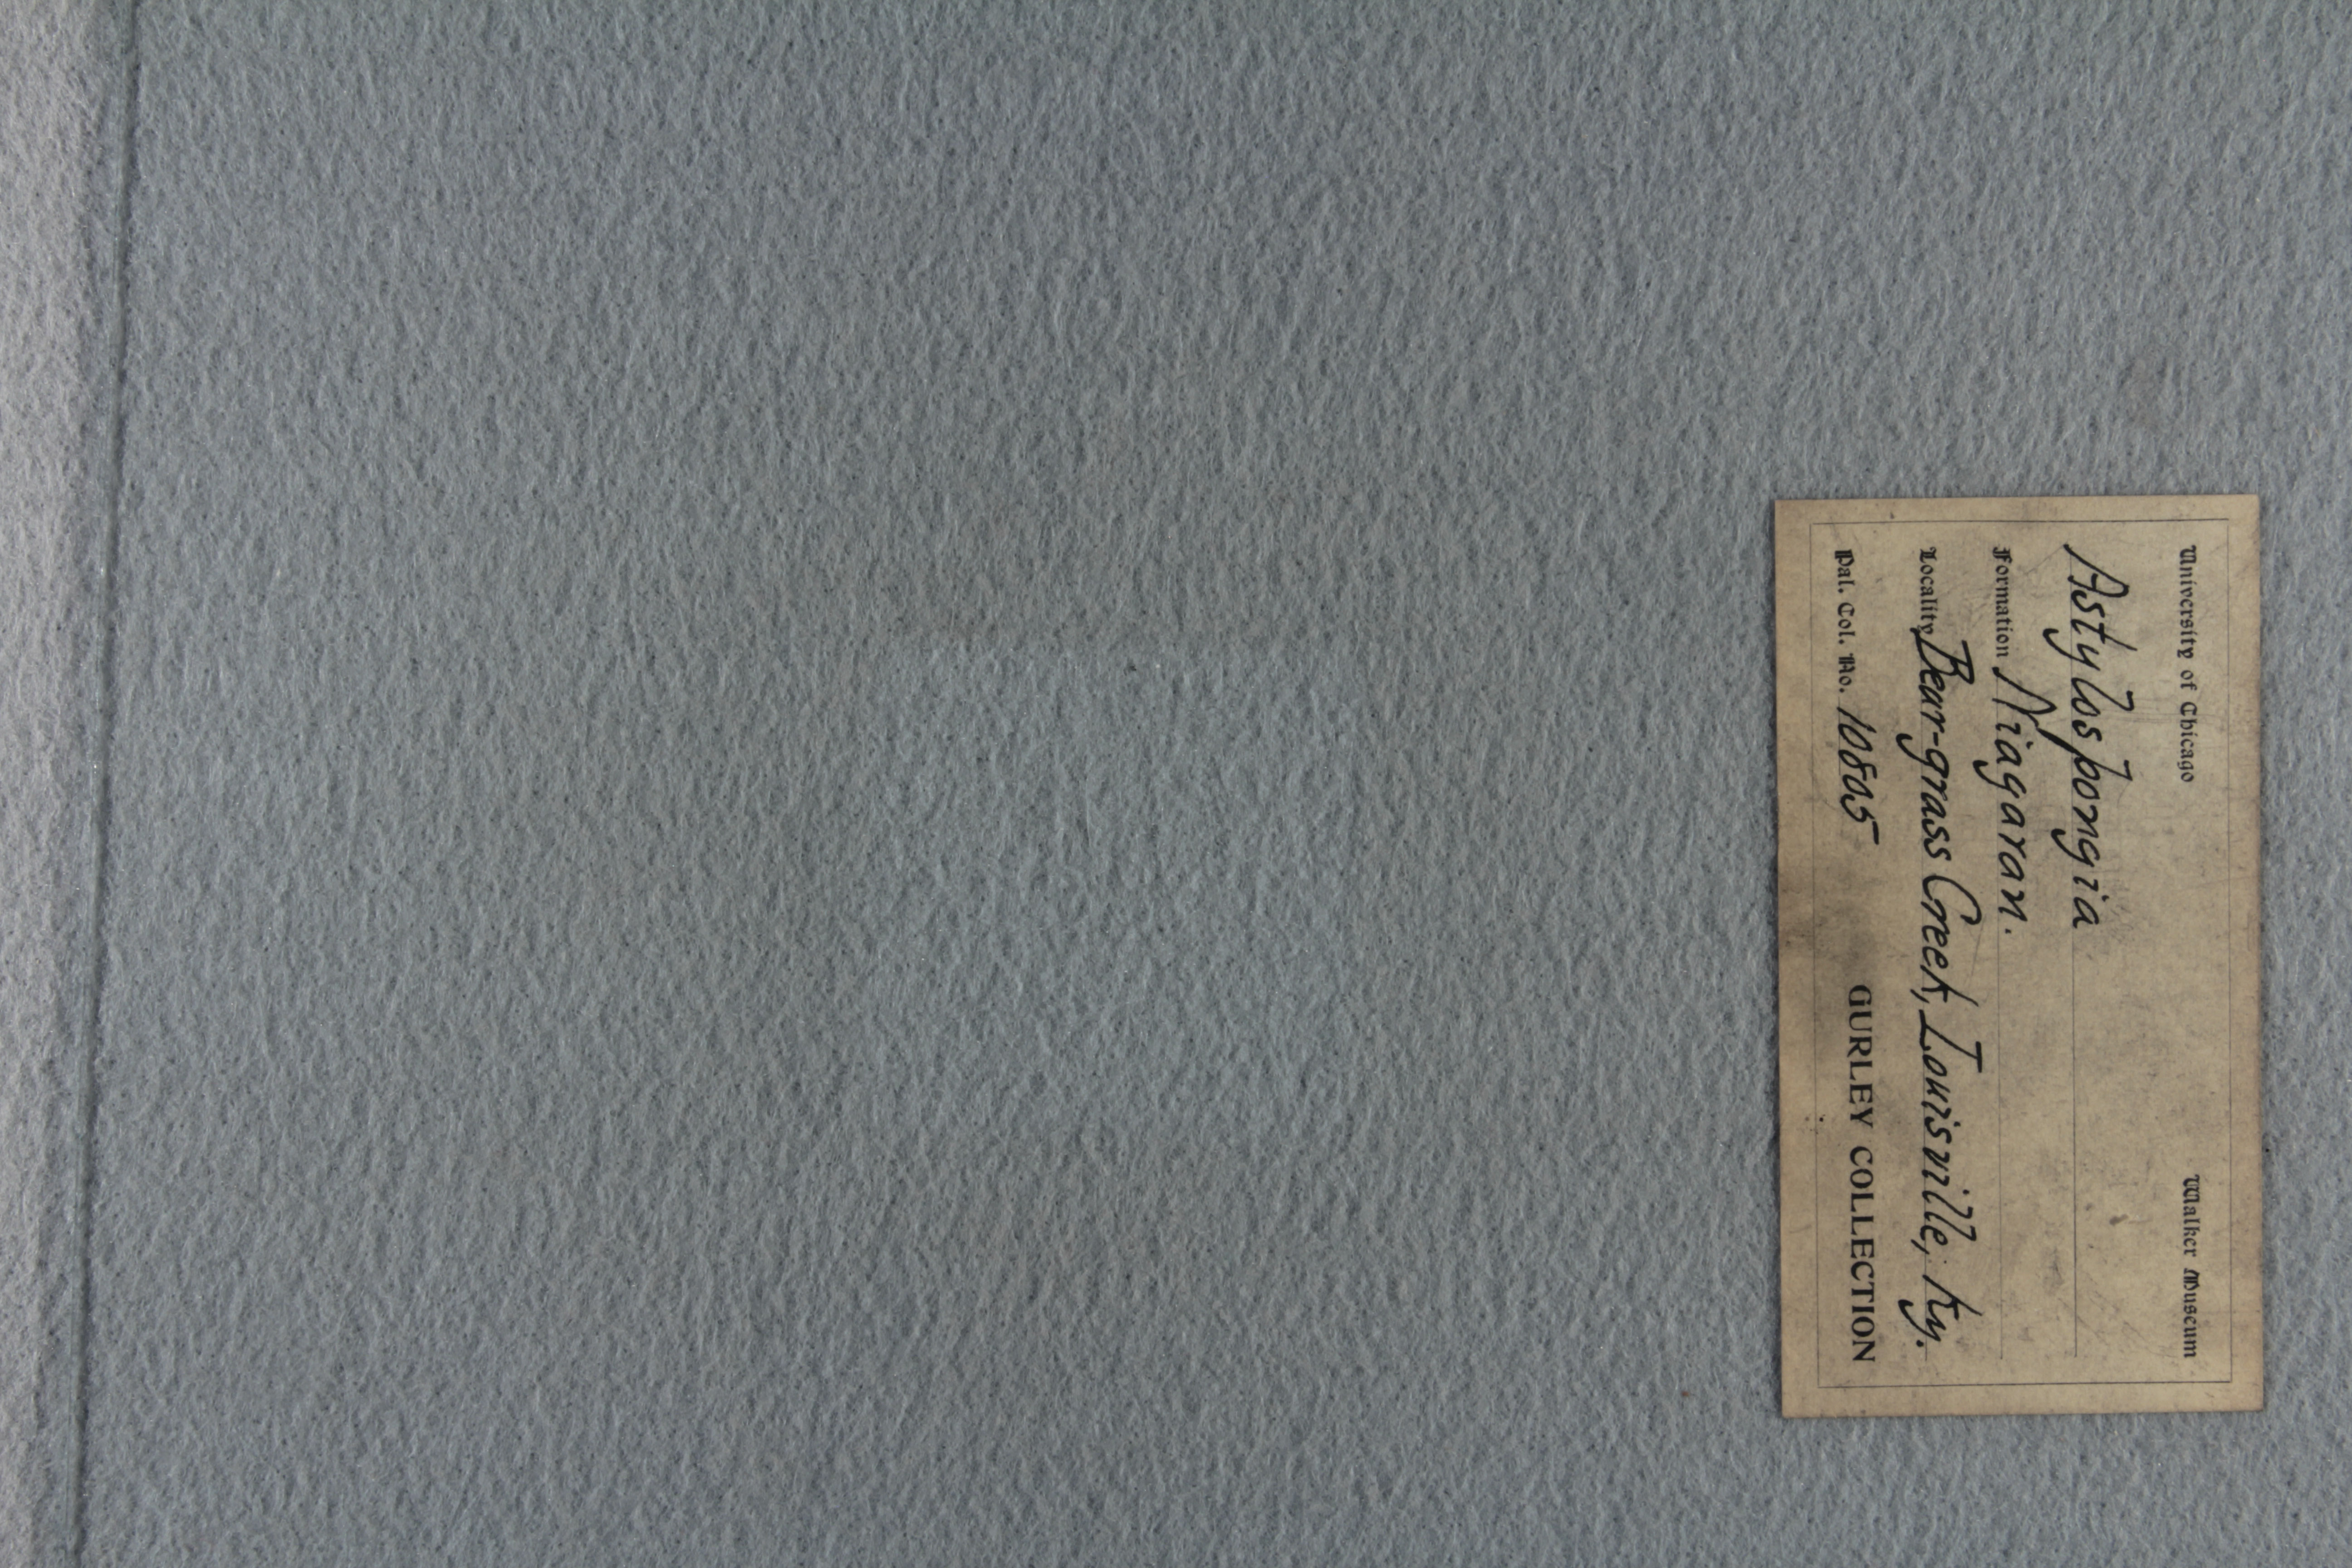 University of Chicago Walker Museum
Astylospongia
Formation Niagaran.
Locality Bear-grass Creek, Louisville, Ky.
Pal. Col. No. 10805 GURLEY COLLECTION